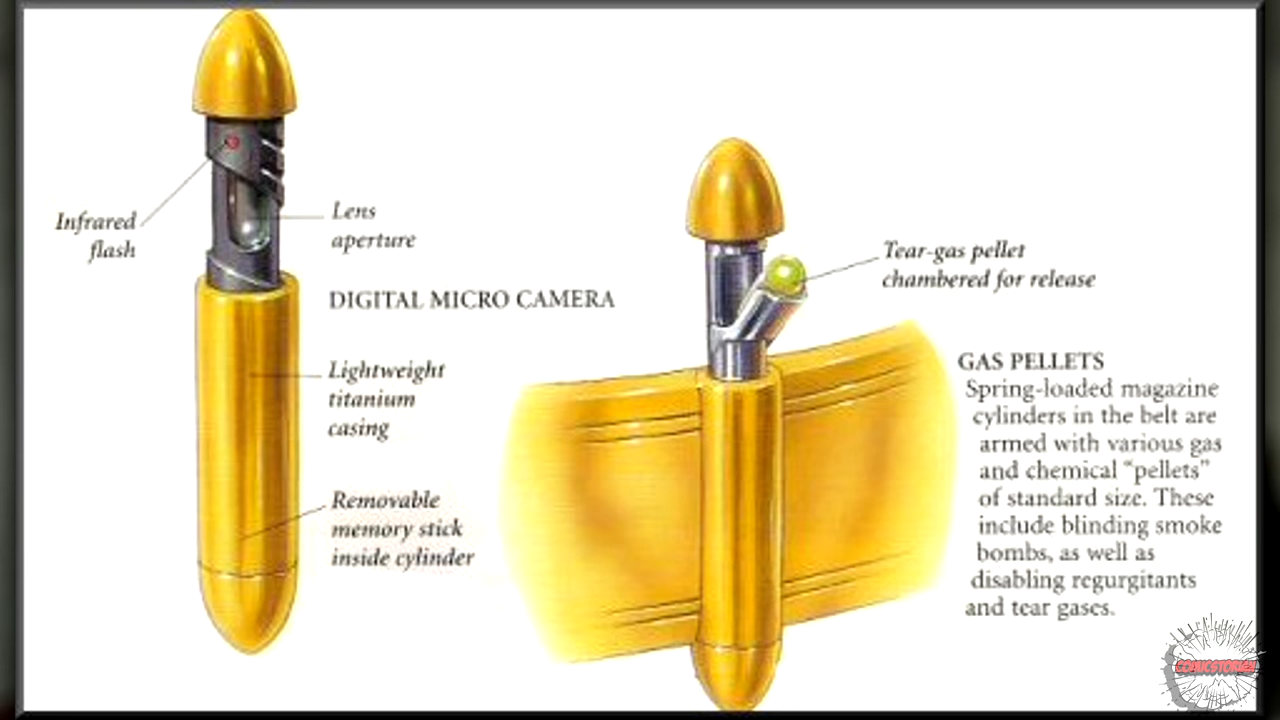 Infrared
flash
Lens
aperture
DIGITAL MICRO CAMERA
Lightweight
titanium
casing
Removable
memory stick
inside cylinder
Tear-gas pellet
chambered for release
GAS PELLETS
Spring-loaded magazine
cylinders in the belt are
armed with various gas
and chemical “pellets”
of standard size. These
include blinding smoke
bombs, as well as
disabling regurgitants
and tear gases.
COMICSTORIAN